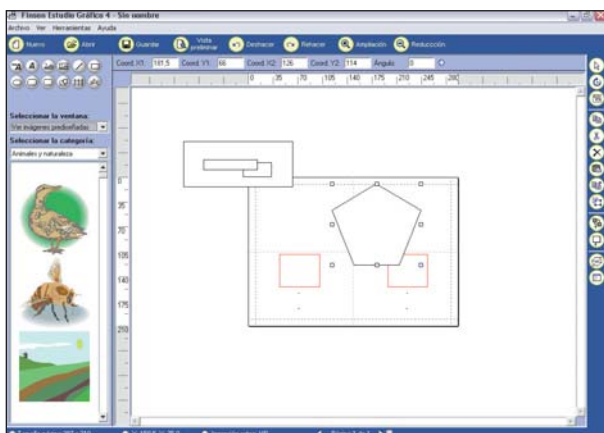 Finson Estudio Gráfico 4 - Sin nombre
Archivo Ver Herramientas Ayuda
Nuevo Abrir Guardar Vista preliminar Deshacer Rehacer Ampliación Reduccción
Coord. X1: 181,5 Coord. Y1: 66 Coord. X2: 126 Coord. Y2: 114 Ángulo 0
0 35 70 105 140 175 210 245 280
Seleccionar la ventana:
Ver imágenes prediseñadas
Seleccionar la categoría:
Animales y naturaleza
0
35
70
105
140
175
210